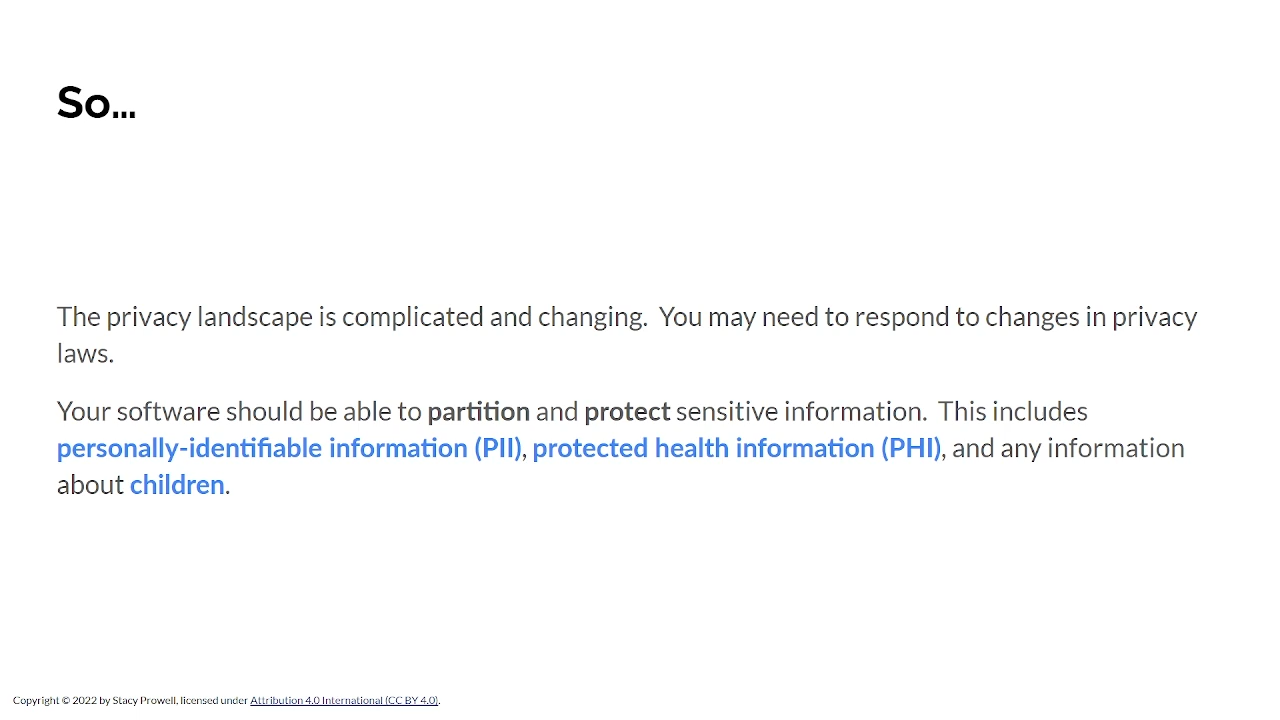 So...
The privacy landscape is complicated and changing.  You may need to respond to changes in privacy
laws.
Your software should be able to partition and protect sensitive information.  This includes
personally-identifiable information (PII), protected health information (PHI), and any information
about children.
Copyright © 2022 by Stacy Prowell, licensed under Attribution 4.0 International (CC BY 4.0).